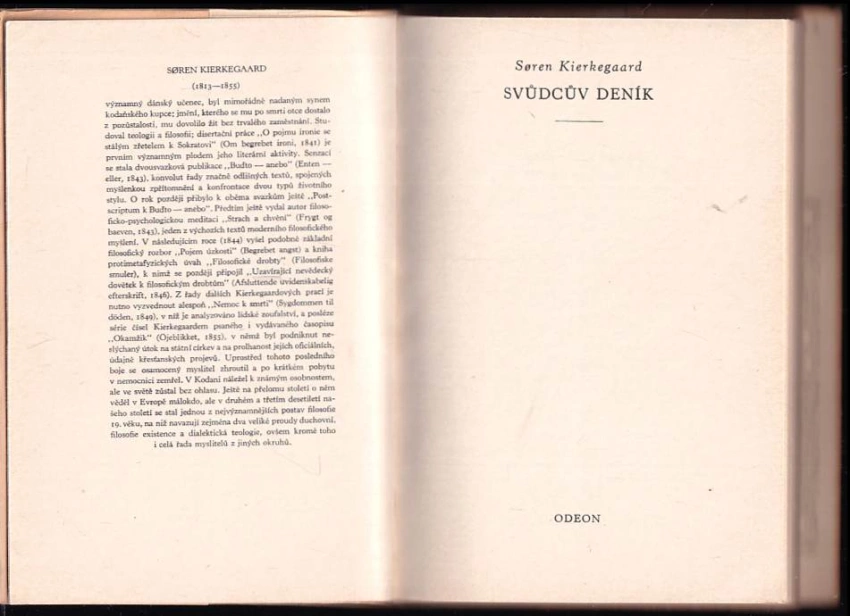 SØREN KIERKEGAARD
(1813—1855)
významný dánský učenec, byl mimořádně nadaným synem
kodaňského kupce; jmění, kterého se mu po smrti otce dostalo
z pozůstalosti, mu dovolilo žít bez trvalého zaměstnání. Stu-
doval teologii a filosofii; disertační práce „O pojmu ironie se
stálým zřetelem k Sokratovi" (Om begrebet ironi, 1841) je
prvním významným plodem jeho literární aktivity. Senzací
se stala dvousvazková publikace „Buďto — anebo" (Enten —
eller, 1843), konvolut řady značně odlišných textů, spojených
myšlenkou zpřítomnění a konfrontace dvou typů životního
stylu. O rok později přibylo k oběma svazkům ještě „Post-
scriptum k Buďto — anebo". Předtím ještě vydal autor filoso-
ficko-psychologickou meditaci „Strach a chvění" (Frygt og
baeven, 1843), jeden z výchozích textů moderního filosofického
myšlení. V následujícím roce (1844) vyšel podobně základní
filosofický rozbor „Pojem úzkosti" (Begrebet angst) a kniha
protimetafyzických úvah „Filosofické drobty" (Filosofiske
smuler), k nimž se později připojil „Uzavírající nevědecký
dovětek k filosofickým drobtům" (Afsluttende uvidenskabelig
efterskrift, 1846). Z řady dalších Kierkegaardových prací je
nutno vyzvednout alespoň „Nemoc k smrti" (Sygdommen til
döden, 1849), v níž je analyzováno lidské zoufalství, a posléze
série čísel Kierkegaardem psaného i vydávaného časopisu
„Okamžik" (Öjeblikket, 1855), v němž byl podniknut ne-
slýchaný útok na státní církev a na prolhanost jejích oficiálních,
údajně křesťanských projevů. Uprostřed tohoto posledního
boje se osamocený myslitel zhroutil a po krátkém pobytu
v nemocnici zemřel. V Kodani náležel k známým osobnostem,
ale ve světě zůstal bez ohlasu. Ještě na přelomu století o něm
věděl v Evropě málokdo, ale v druhém a třetím desetiletí na-
šeho století se stal jednou z nejvýznamnějších postav filosofie
19. věku, na niž navazují zejména dva veliké proudy duchovní,
filosofie existence a dialektická teologie, ovšem kromě toho
i celá řada myslitelů z jiných okruhů.
Søren Kierkegaard
SVŮDCŮV DENÍK
ODEON